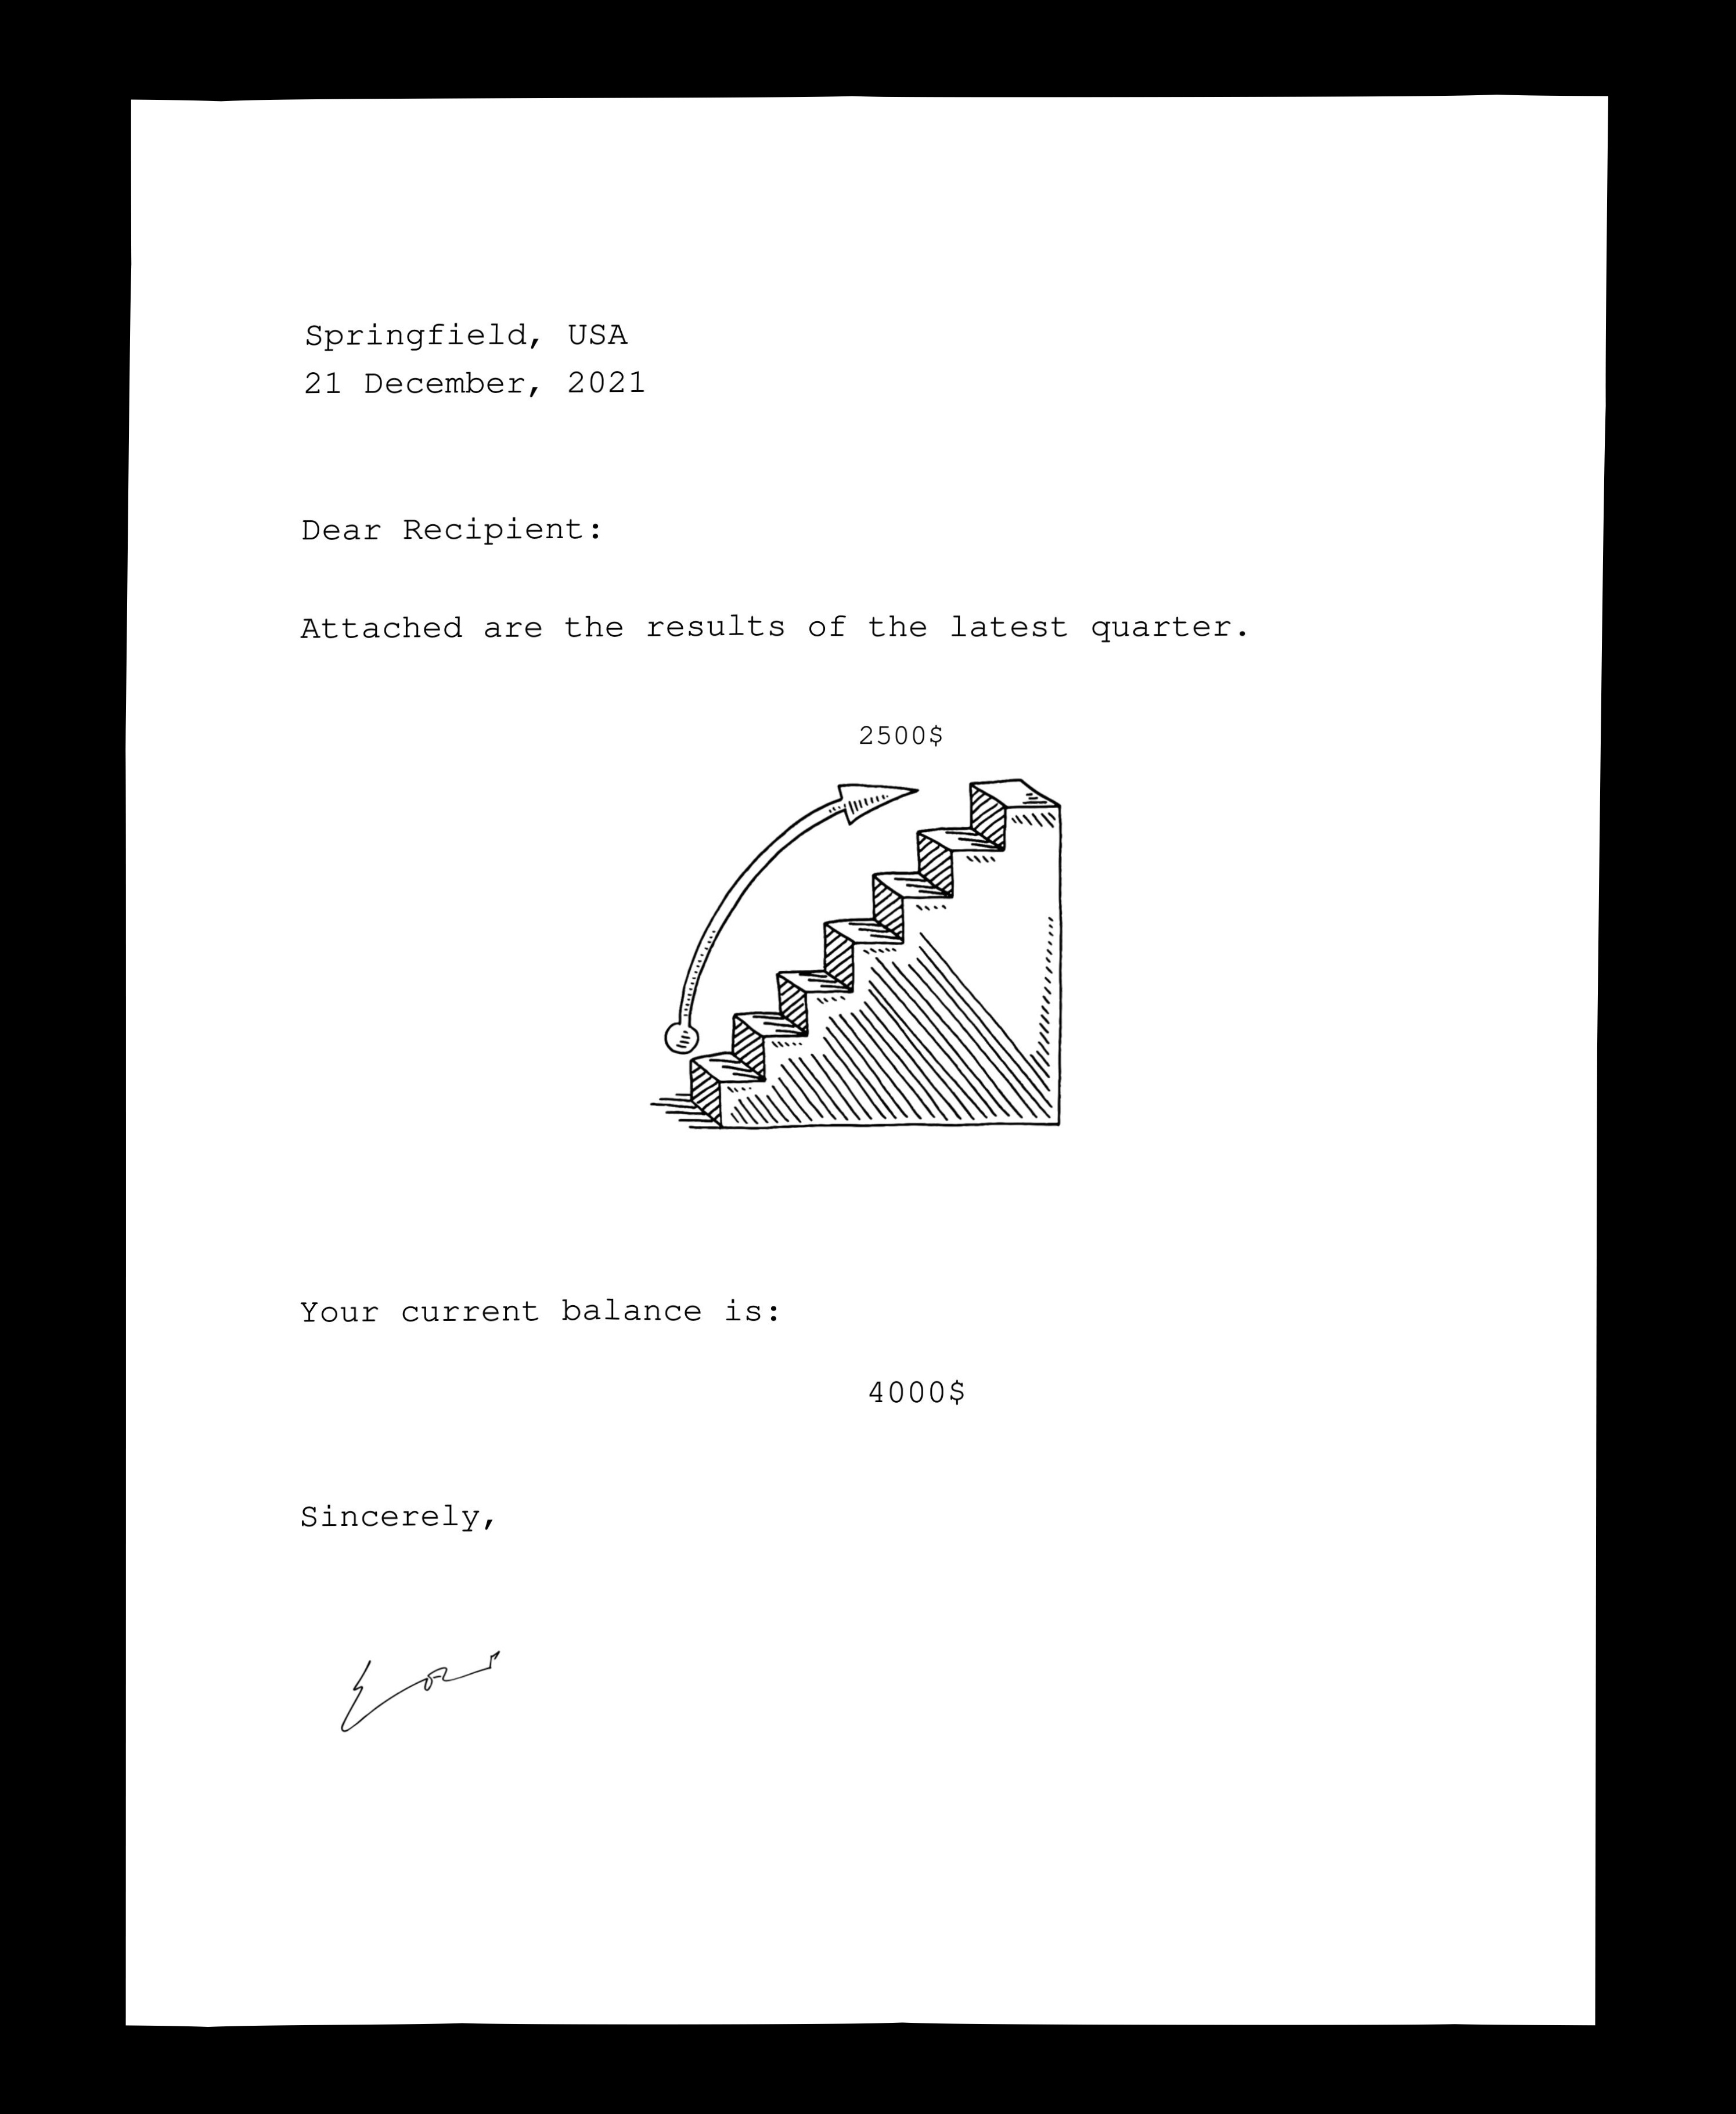 Springfield, USA
21 December, 2021
Dear Recipient:
Attached are the results of the latest quarter.
2500$
Your current balance is:
4000$
Sincerely,